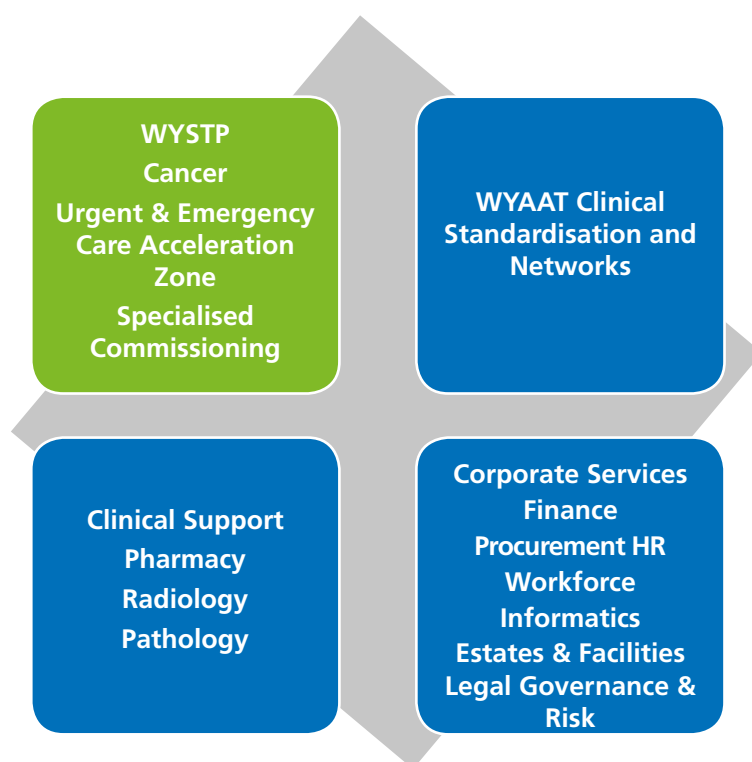 WYSTP
Cancer
Urgent & Emergency
Care Acceleration
Zone
Specialised
Commissioning
WYAAT Clinical
Standardisation and
Networks
Clinical Support
Pharmacy
Radiology
Pathology
Corporate Services
Finance
Procurement HR
Workforce
Informatics
Estates & Facilities
Legal Governance &
Risk